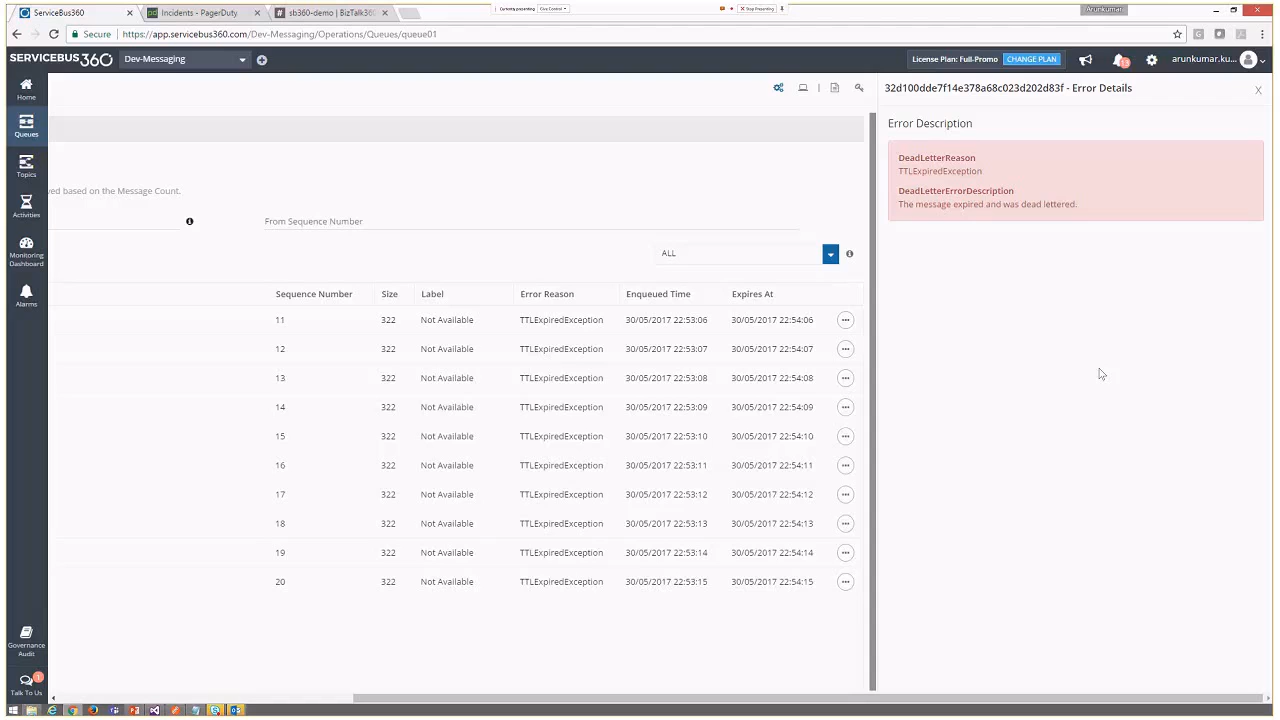 ServiceBus360
Incidents - PagerDuty
sb360-demo | BizTalk360
Currently presenting
Give Control
Stop Presenting
Arunkumar
Secure
https://app.servicebus360.com/Dev-Messaging/Operations/Queues/queue01
SERVICEBUS360
Dev-Messaging
License Plan: Full-Promo
CHANGE PLAN
arunkumar.ku...
Home
Queues
Topics
Activities
Monitoring
Dashboard
Alarms
Governance
Audit
Talk To Us
ved based on the Message Count.
From Sequence Number
ALL
Sequence Number Size Label Error Reason Enqueued Time Expires At
11 322 Not Available TTLExpiredException 30/05/2017 22:53:06 30/05/2017 22:54:06
12 322 Not Available TTLExpiredException 30/05/2017 22:53:07 30/05/2017 22:54:07
13 322 Not Available TTLExpiredException 30/05/2017 22:53:08 30/05/2017 22:54:08
14 322 Not Available TTLExpiredException 30/05/2017 22:53:09 30/05/2017 22:54:09
15 322 Not Available TTLExpiredException 30/05/2017 22:53:10 30/05/2017 22:54:10
16 322 Not Available TTLExpiredException 30/05/2017 22:53:11 30/05/2017 22:54:11
17 322 Not Available TTLExpiredException 30/05/2017 22:53:12 30/05/2017 22:54:12
18 322 Not Available TTLExpiredException 30/05/2017 22:53:13 30/05/2017 22:54:13
19 322 Not Available TTLExpiredException 30/05/2017 22:53:14 30/05/2017 22:54:14
20 322 Not Available TTLExpiredException 30/05/2017 22:53:15 30/05/2017 22:54:15
32d100dde7f14e378a68c023d202d83f - Error Details
X
Error Description
DeadLetterReason
TTLExpiredException
DeadLetterErrorDescription
The message expired and was dead lettered.